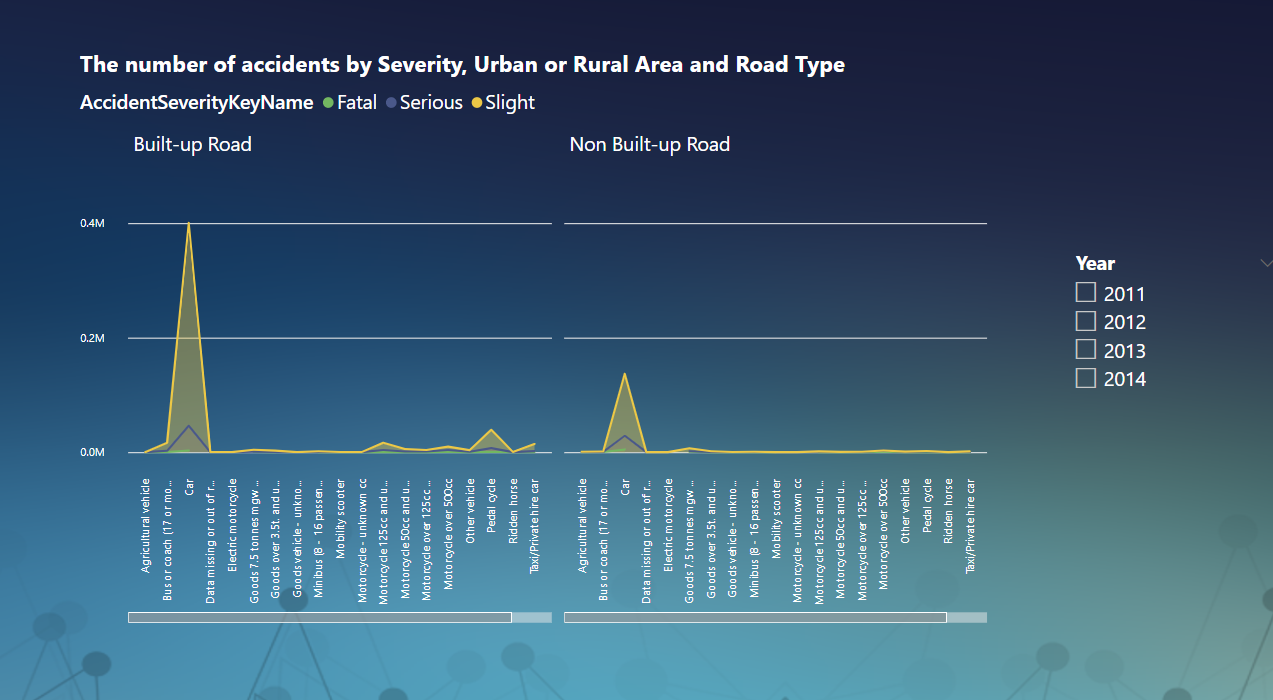 The number of accidents by Severity, Urban or Rural Area and Road Type
AccidentSeverityKeyName Fatal Serious Slight
Built-up Road
Non Built-up Road
0.4M
0.2M
0.0M
Agricultural vehicle
Bus or coach (17 or mo...
Car
Data missing or out of r...
Electric motorcycle
Goods 7.5 tonnes mgw ...
Goods over 3.5t. and u...
Goods vehicle - unkno...
Minibus (8 - 16 passen...
Mobility scooter
Motorcycle - unknown cc
Motorcycle 125cc and u...
Motorcycle 50cc and u...
Motorcycle over 125cc ...
Motorcycle over 500cc
Other vehicle
Pedal cycle
Ridden horse
Taxi/Private hire car
Agricultural vehicle
Bus or coach (17 or mo...
Car
Data missing or out of r...
Electric motorcycle
Goods 7.5 tonnes mgw ...
Goods over 3.5t. and u...
Goods vehicle - unkno...
Minibus (8 - 16 passen...
Mobility scooter
Motorcycle - unknown cc
Motorcycle 125cc and u...
Motorcycle 50cc and u...
Motorcycle over 125cc ...
Motorcycle over 500cc
Other vehicle
Pedal cycle
Ridden horse
Taxi/Private hire car
Year
2011
2012
2013
2014